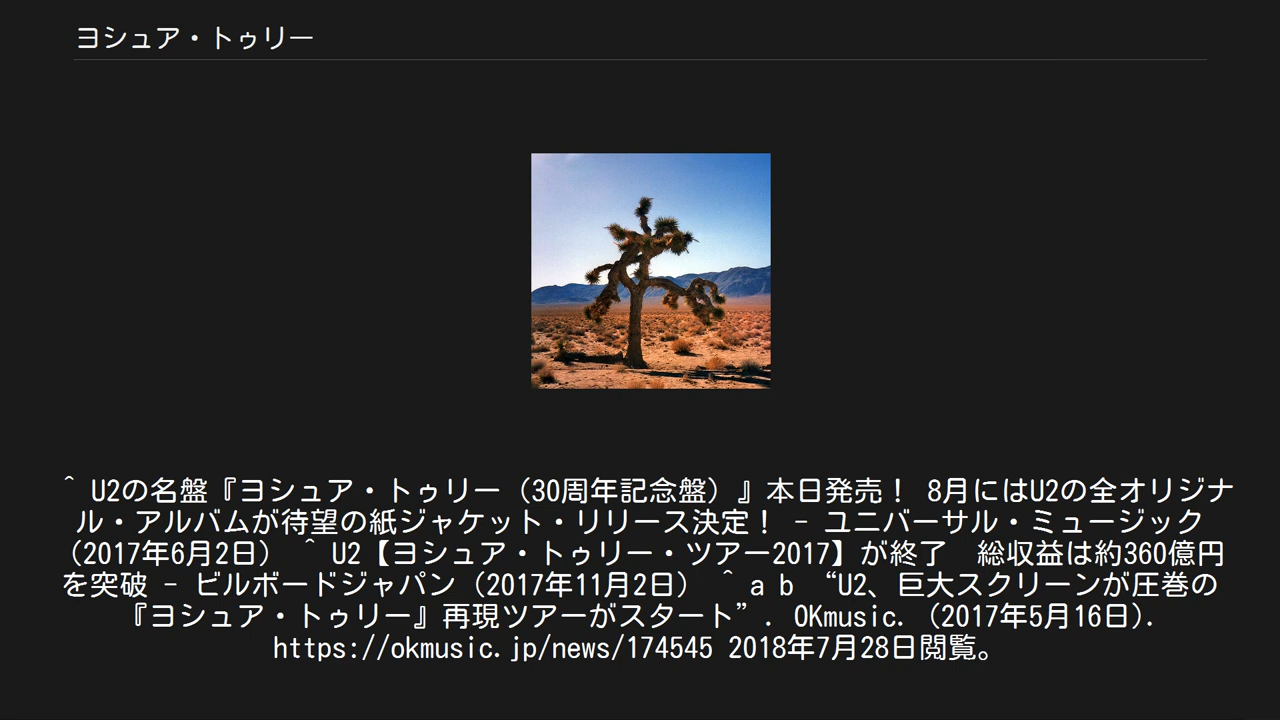 ヨシュア・トゥリー
^ U2の名盤『ヨシュア・トゥリー（30周年記念盤）』本日発売！ 8月にはU2の全オリジナ
ル・アルバムが待望の紙ジャケット・リリース決定！ - ユニバーサル・ミュージック
（2017年6月2日） ^ U2【ヨシュア・トゥリー・ツアー2017】が終了　総収益は約360億円
を突破 - ビルボードジャパン（2017年11月2日） ^ a b “U2、巨大スクリーンが圧巻の
『ヨシュア・トゥリー』再現ツアーがスタート”. OKmusic. (2017年5月16日).
https://okmusic.jp/news/174545 2018年7月28日閲覧。